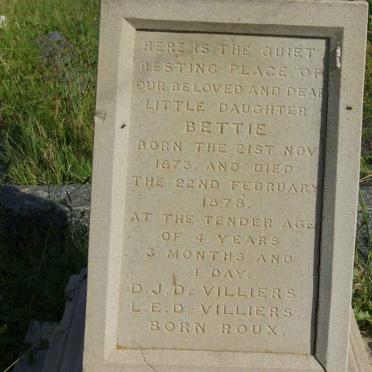 HERE IS THE QUIET
RESTING PLACE OF
OUR BELOVED AND DEAR
LITTLE DAUGHTER
BETTIE
BORN THE 21ST NOV.
1873. AND DIED
THE 22ND FEBRUARY
1878.
AT THE TENDER AGE
OF 4 YEARS
3 MONTHS AND
1 DAY.
D.J. DE VILLIERS,
L.E. DE VILLIERS.
BORN ROUX.